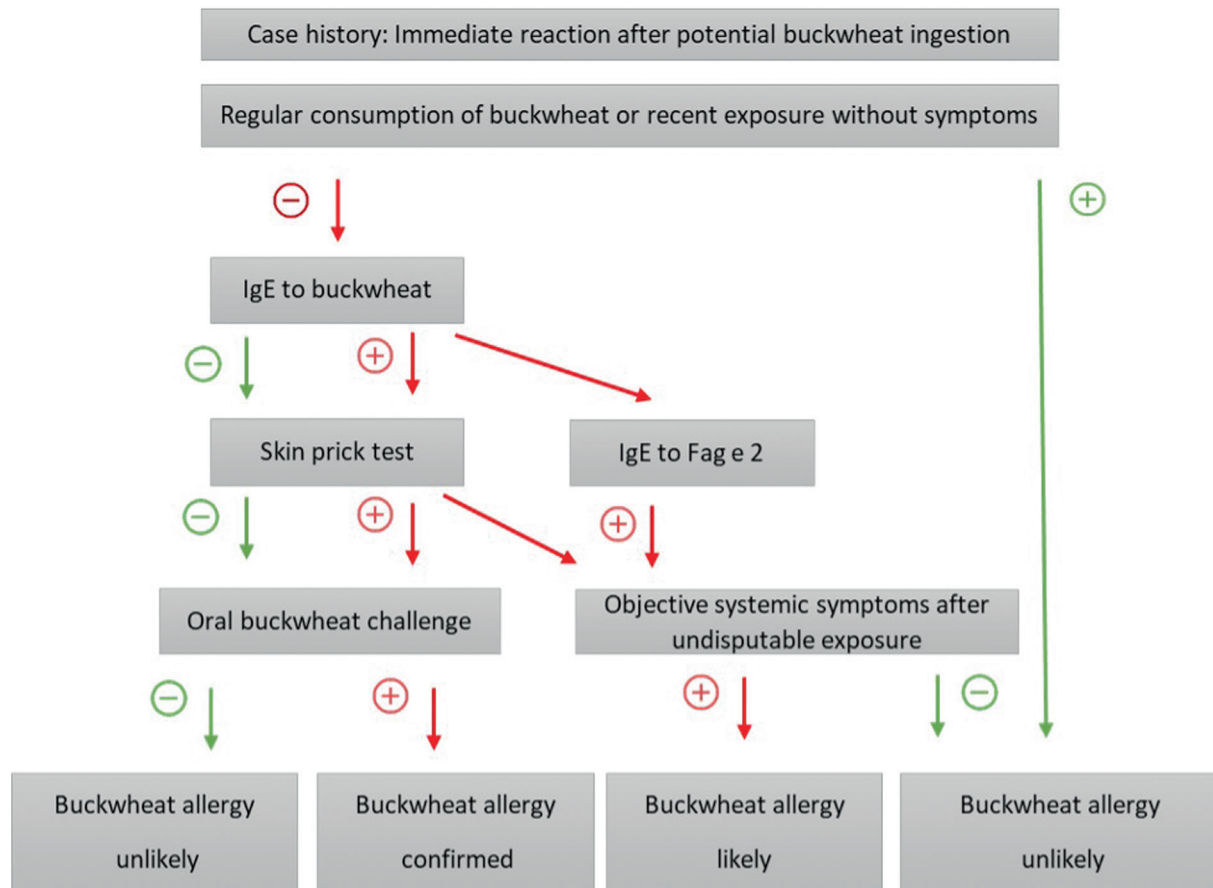 Case history: Immediate reaction after potential buckwheat ingestion
Regular consumption of buckwheat or recent exposure without symptoms
−
+
IgE to buckwheat
−
+
Skin prick test
IgE to Fag e 2
−
+
+
Oral buckwheat challenge
Objective systemic symptoms after
undisputable exposure
−
+
+
−
Buckwheat allergy
unlikely
Buckwheat allergy
confirmed
Buckwheat allergy
likely
Buckwheat allergy
unlikely